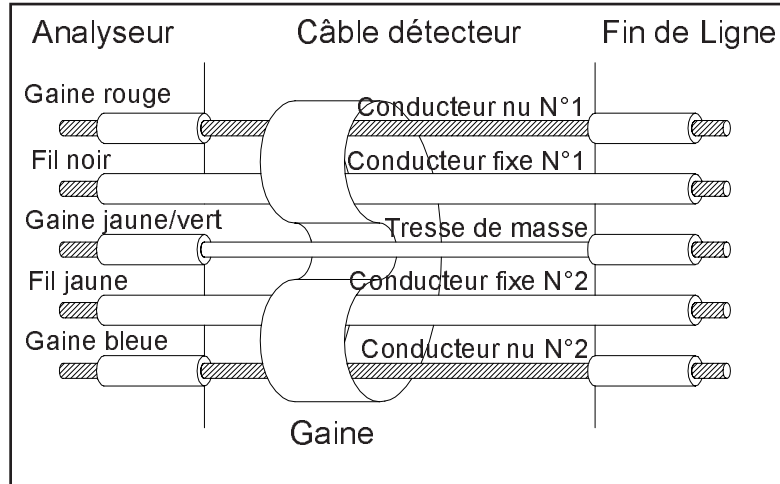 Analyseur
Câble détecteur
Fin de Ligne
Gaine rouge
Conducteur nu N°1
Fil noir
Conducteur fixe N°1
Gaine jaune/vert
Tresse de masse
Fil jaune
Conducteur fixe N°2
Gaine bleue
Conducteur nu N°2
Gaine